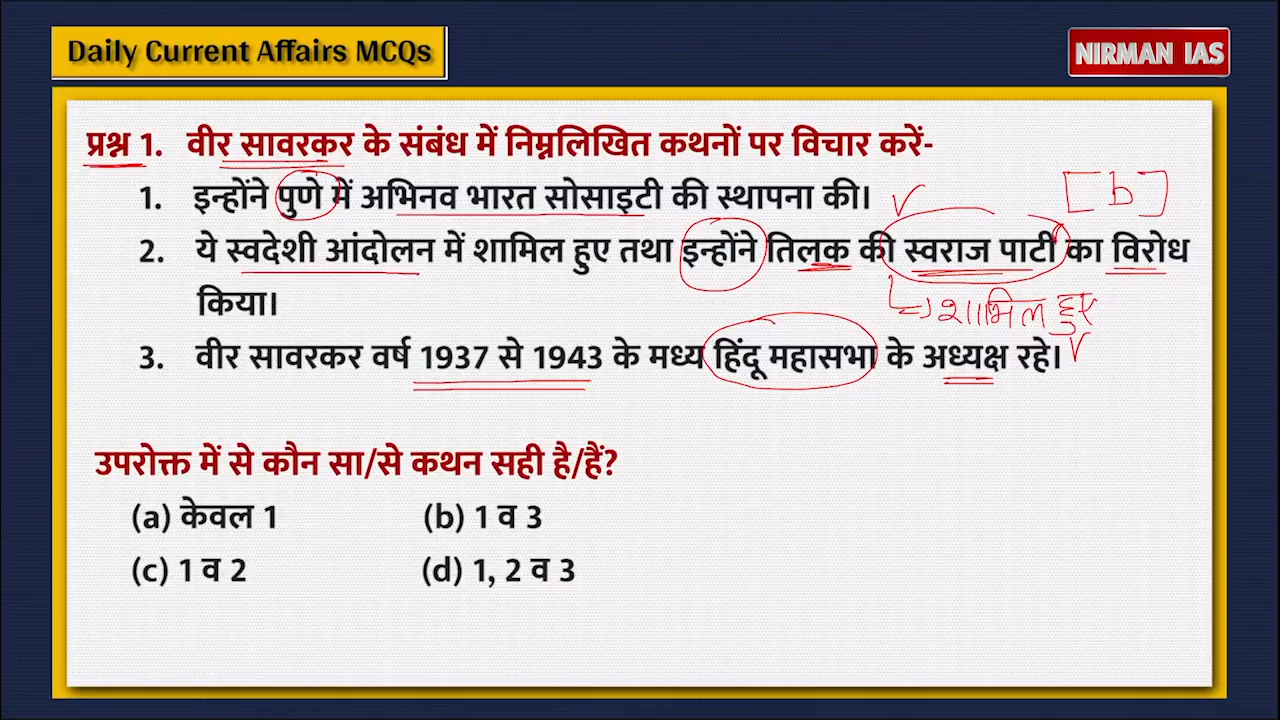 Daily Current Affairs MCQs
NIRMAN IAS
प्रश्न 1. वीर सावरकर के संबंध में निम्नलिखित कथनों पर विचार करें-
1. इन्होंने पुणे में अभिनव भारत सोसाइटी की स्थापना की।
[b]
2. ये स्वदेशी आंदोलन में शामिल हुए तथा इन्होंने तिलक की स्वराज पाटी का विरोध
किया।
शामिल हुए
3. वीर सावरकर वर्ष 1937 से 1943 के मध्य हिंदू महासभा के अध्यक्ष रहे।
उपरोक्त में से कौन सा/से कथन सही है/हैं?
(a) केवल 1 (b) 1 व 3
(c) 1 व 2 (d) 1, 2 व 3